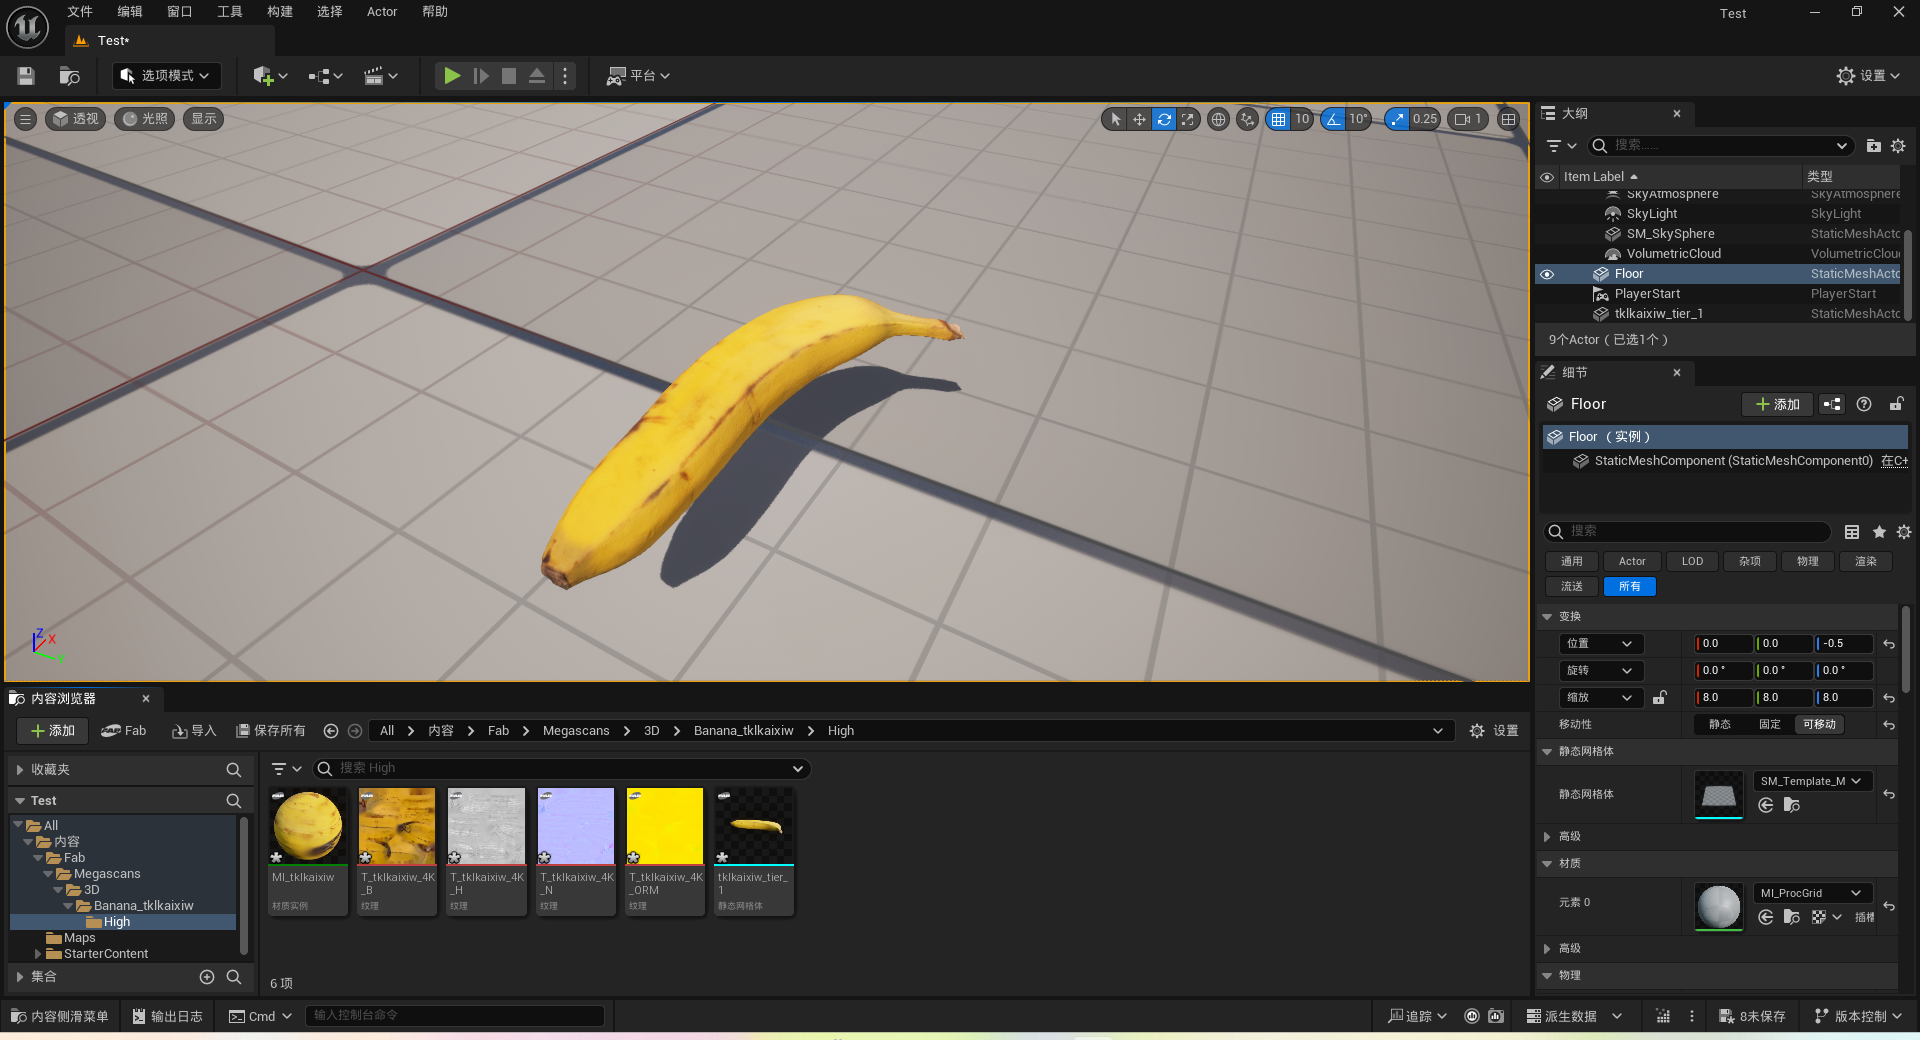 文件 编辑 窗口 工具 构建 选择 Actor 帮助
Test
Test*
选项模式
平台
设置
透视 光照 显示
10 10° 0.25 1
大纲
搜索......
Item Label 类型
SkyAtmosphere SkyAtmosphere
SkyLight SkyLight
SM_SkySphere StaticMeshActo
VolumetricCloud VolumetricCloud
Floor StaticMeshActo
PlayerStart PlayerStart
tklkaixiw_tier_1 StaticMeshActo
9个Actor（已选1个）
细节
Floor
添加
Floor （实例）
StaticMeshComponent (StaticMeshComponent0) 在C+
搜索
通用 Actor LOD 杂项 物理 渲染
流送 所有
变换
位置 0.0 0.0 -0.5
旋转 0.0 ° 0.0 ° 0.0 °
缩放 8.0 8.0 8.0
移动性 静态 固定 可移动
静态网格体
静态网格体 SM_Template_M
高级
材质
元素 0 MI_ProcGrid
插槽
高级
物理
Z X Y
内容浏览器
添加 Fab 导入 保存所有 All 内容 Fab Megascans 3D Banana_tklkaixiw High 设置
收藏夹
Test
All
内容
Fab
Megascans
3D
Banana_tklkaixiw
High
Maps
StarterContent
集合
搜索 High
MI_tklkaixiw
材质实例
T_tklkaixiw_4K
_B
纹理
T_tklkaixiw_4K
_H
纹理
T_tklkaixiw_4K
_N
纹理
T_tklkaixiw_4K
_ORM
纹理
tklkaixiw_tier_
1
静态网格体
6 项
内容侧滑菜单 输出日志 Cmd 输入控制台命令 追踪 派生数据 8未保存 版本控制